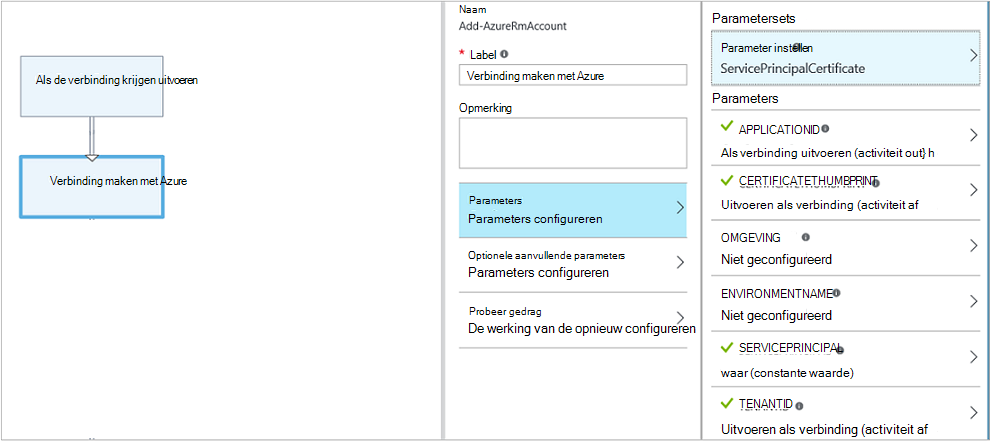 Als de verbinding krijgen uitvoeren
Verbinding maken met Azure
Naam
Add-AzureRmAccount
* Label
Verbinding maken met Azure
Opmerking
Parameters
Parameters configureren
Optionele aanvullende parameters
Parameters configureren
Probeer gedrag
De werking van de opnieuw configureren
Parametersets
Parameter instellen
ServicePrincipalCertificate
Parameters
APPLICATIONID
Als verbinding uitvoeren (activiteit out} h
CERTIFICATETHUMBPRINT
Uitvoeren als verbinding (activiteit af
OMGEVING
Niet geconfigureerd
ENVIRONMENTNAME
Niet geconfigureerd
SERVICEPRINCIPAL
waar (constante waarde)
TENANTID
Uitvoeren als verbinding (activiteit af